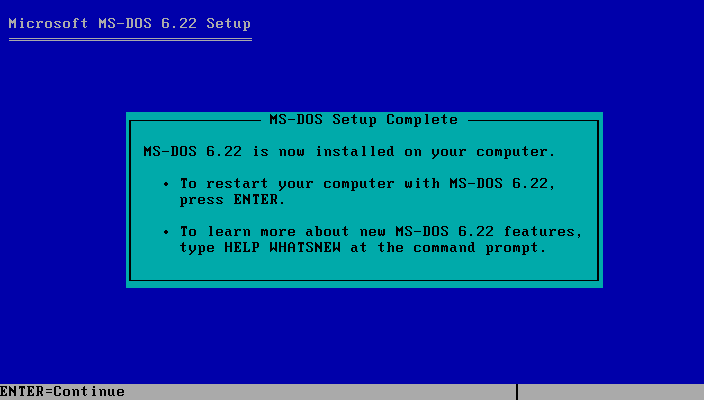 Microsoft MS-DOS 6.22 Setup
MS-DOS Setup Complete
MS-DOS 6.22 is now installed on your computer.
• To restart your computer with MS-DOS 6.22,
press ENTER.
• To learn more about new MS-DOS 6.22 features,
type HELP WHATSNEW at the command prompt.
ENTER=Continue